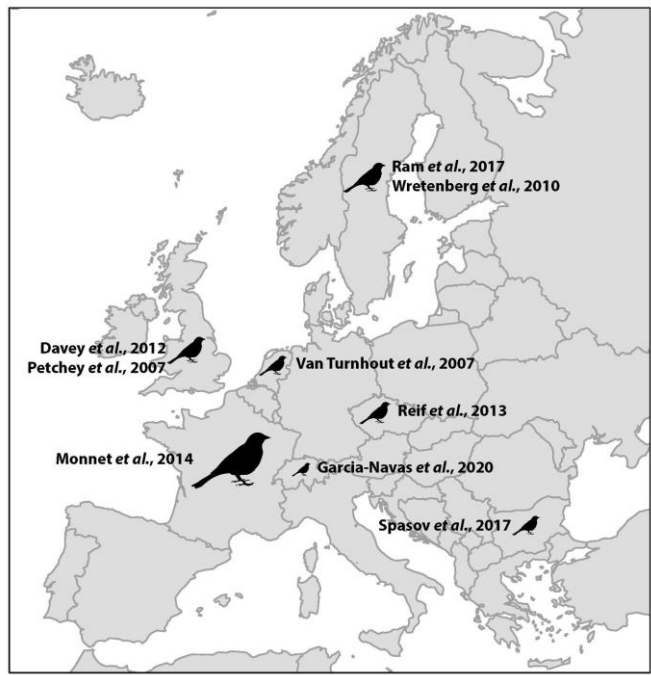 Ram et al., 2017
Wretenberg et al., 2010
Davey et al., 2012
Petchey et al., 2007
Van Turnhout et al., 2007
Reif et al., 2013
Monnet et al., 2014
Garcia-Navas et al., 2020
Spasov et al., 2017